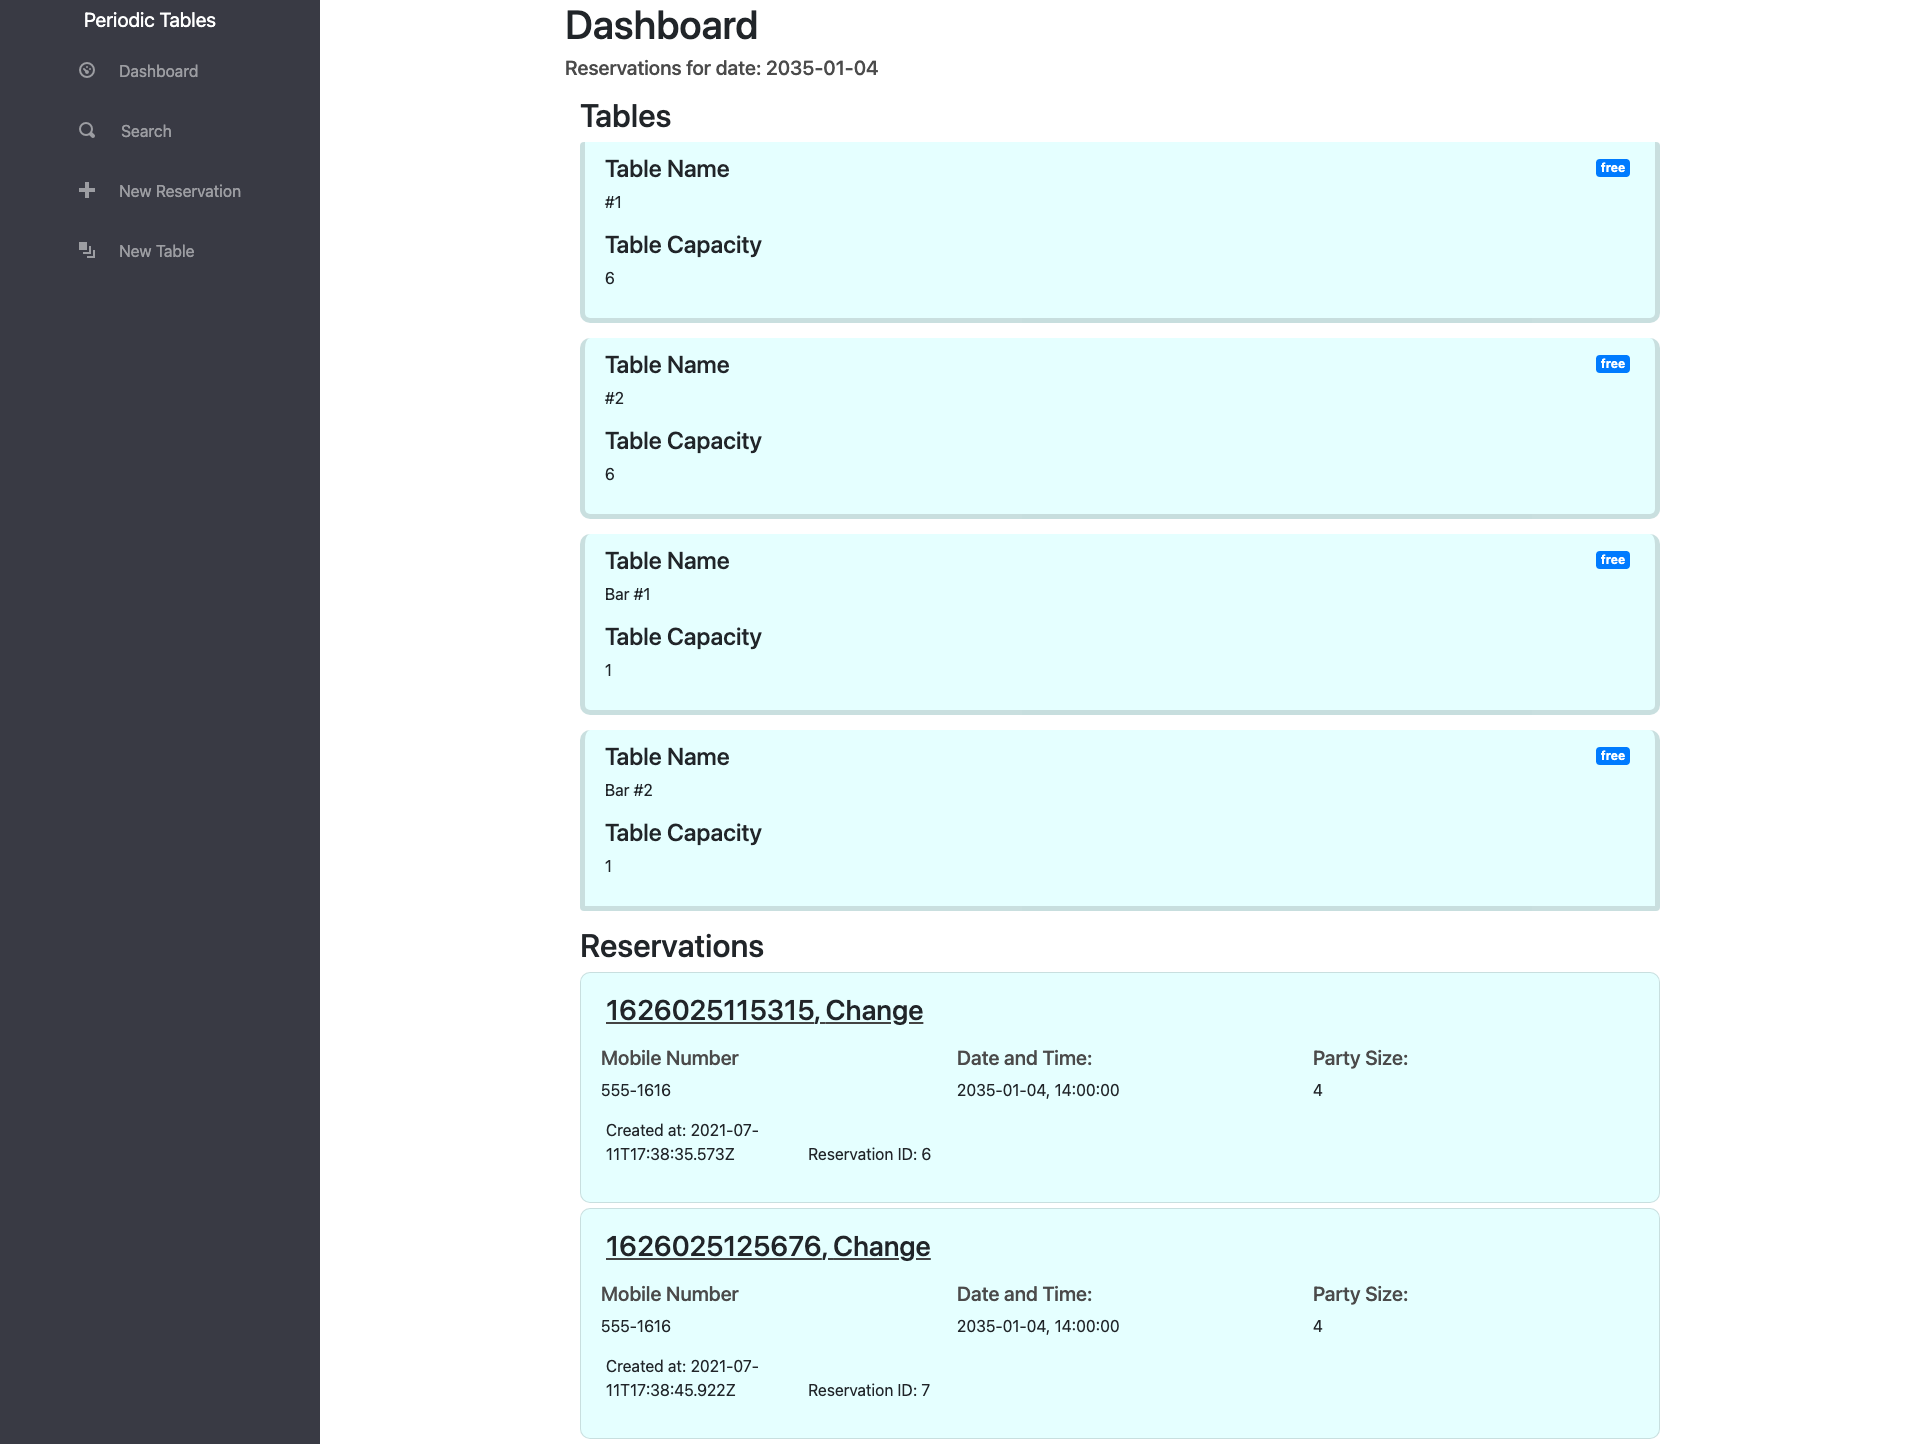 Periodic Tables
Dashboard
Search
New Reservation
New Table
Dashboard
Reservations for date: 2035-01-04
Tables
Table Name
free
#1
Table Capacity
6
Table Name
free
#2
Table Capacity
6
Table Name
free
Bar #1
Table Capacity
1
Table Name
free
Bar #2
Table Capacity
1
Reservations
1626025115315, Change
Mobile Number Date and Time: Party Size:
555-1616 2035-01-04, 14:00:00 4
Created at: 2021-07-
11T17:38:35.573Z Reservation ID: 6
1626025125676, Change
Mobile Number Date and Time: Party Size:
555-1616 2035-01-04, 14:00:00 4
Created at: 2021-07-
11T17:38:45.922Z Reservation ID: 7